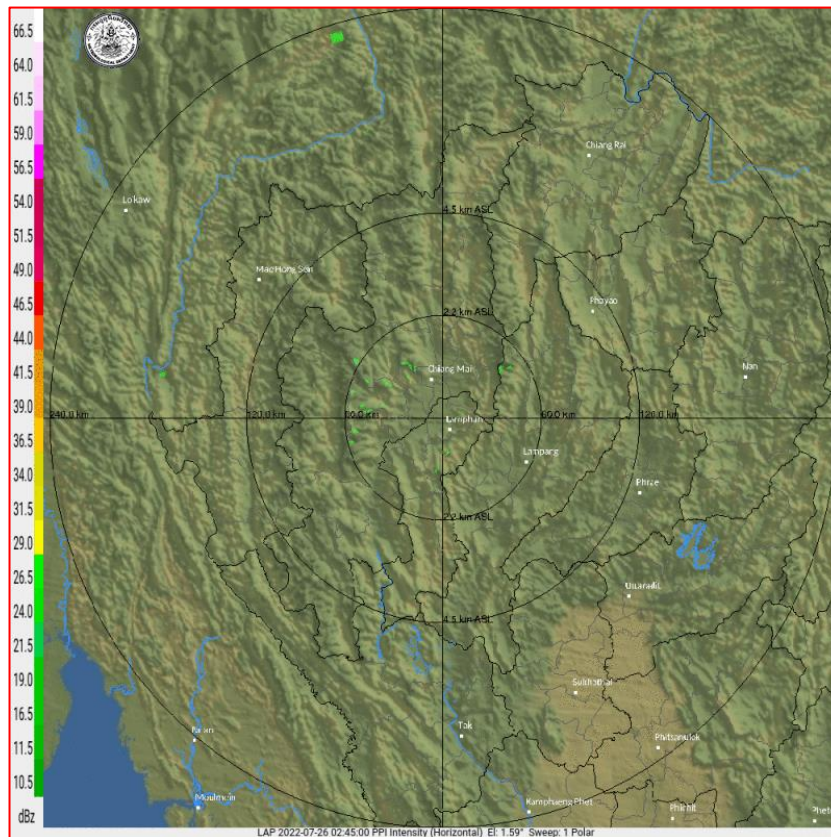 66.5
64.0
61.5
59.0
56.5
54.0
51.5
49.0
46.5
44.0
41.5
39.0
36.5
34.0
31.5
29.0
26.5
24.0
21.5
19.0
16.5
14.0
11.5
10.5
dBz
Chiang Rai
Loikaw
4.5 km ASL
Mae Hong Son
Phayao
2.2 km ASL
Chiang Mai
Nan
240.0 km
120.0 km
60.0 km
60.0 km
120.0 km
Lamphun
Lampang
Phrae
2.2 km ASL
Uttaradit
4.5 km ASL
Sukhothai
Tak
Pa'an
Phitsanulok
Moulmein
Kamphaeng Phet
Phichit
LAP 2022-07-26 02:45:00 PPI Intensity (Horizontal) El: 1.59° Sweep: 1 Polar